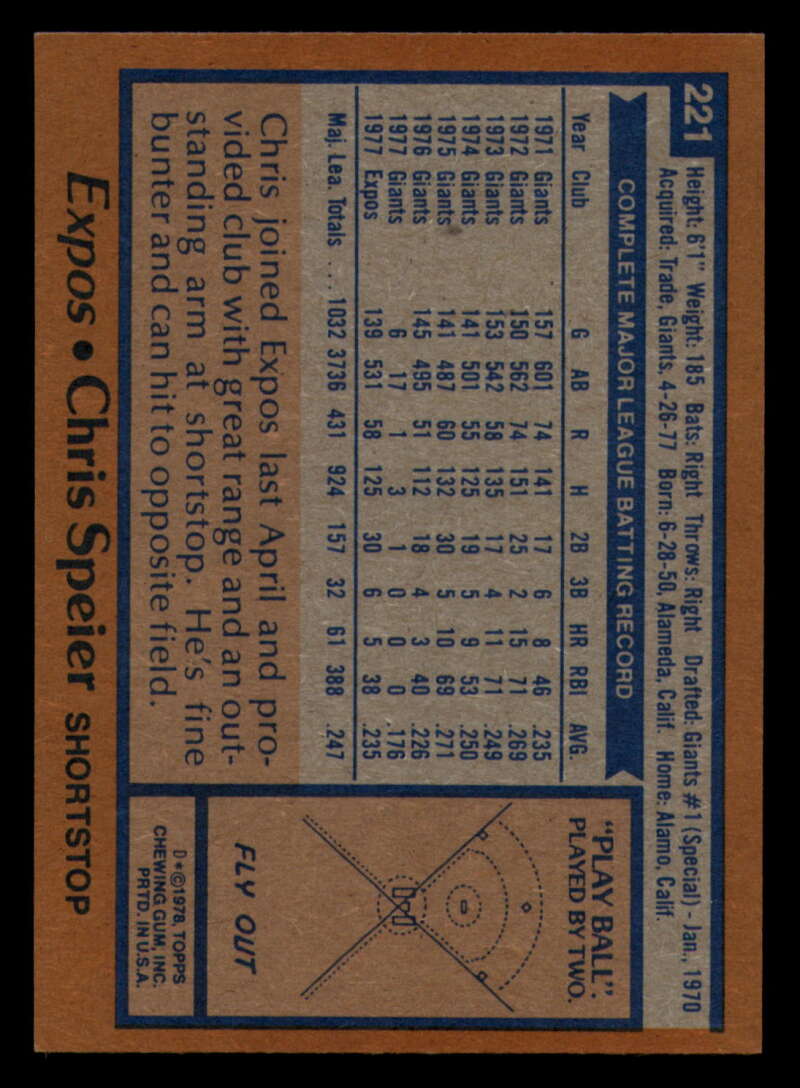 221
Height: 6'1" Weight: 185 Bats: Right Throws: Right Drafted: Giants #1 (Special) - Jan., 1970
Acquired: Trade, Giants, 4-26-77 Born: 6-28-50, Alameda, Calif Home: Alamo, Calif.
COMPLETE MAJOR LEAGUE BATTING RECORD
Year Club G AB R H 2B 3B HR RBI AVG.
1971 Giants 157 601 74 141 17 6 8 46 .235
1972 Giants 150 562 74 151 25 2 15 71 .269
1973 Giants 153 542 58 135 17 4 11 71 .249
1974 Giants 141 501 55 125 19 5 9 53 .250
1975 Giants 141 487 60 132 30 5 10 69 .271
1976 Giants 145 495 51 112 18 4 3 40 .226
1977 Giants 6 17 1 3 1 0 0 0 .176
1977 Expos 139 531 58 125 30 6 5 38 .235
Maj. Lea. Totals ... 1032 3736 431 924 157 32 61 388 .247
Chris joined Expos last April and pro-
vided club with great range and an out-
standing arm at shortstop. He's fine
bunter and can hit to opposite field.
"PLAY BALL":
PLAYED BY TWO.
FLY OUT
D*©1978, TOPPS
CHEWING GUM, INC.
PRTD. IN U.S.A.
Expos • Chris Speier SHORTSTOP